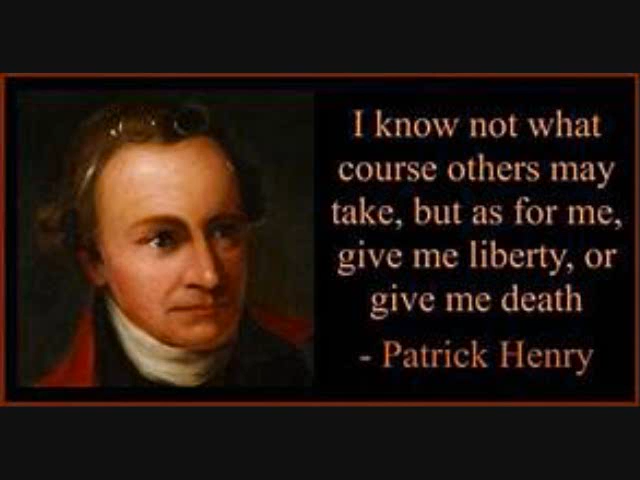 I know not what
course others may
take, but as for me,
give me liberty, or
give me death
- Patrick Henry